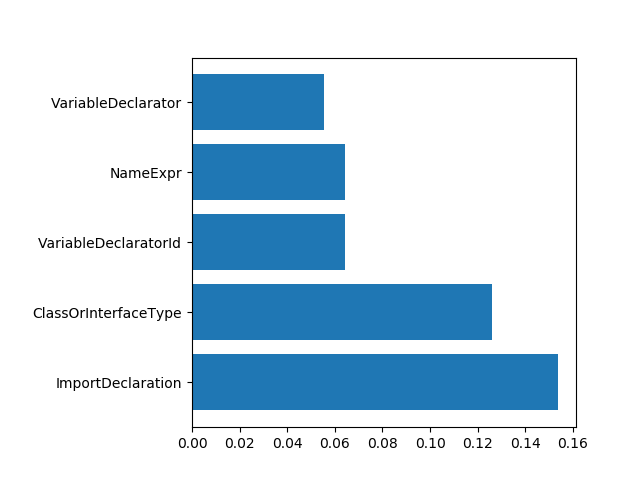 VariableDeclarator
NameExpr
VariableDeclaratorId
ClassOrInterfaceType
ImportDeclaration
0.00 0.02 0.04 0.06 0.08 0.10 0.12 0.14 0.16